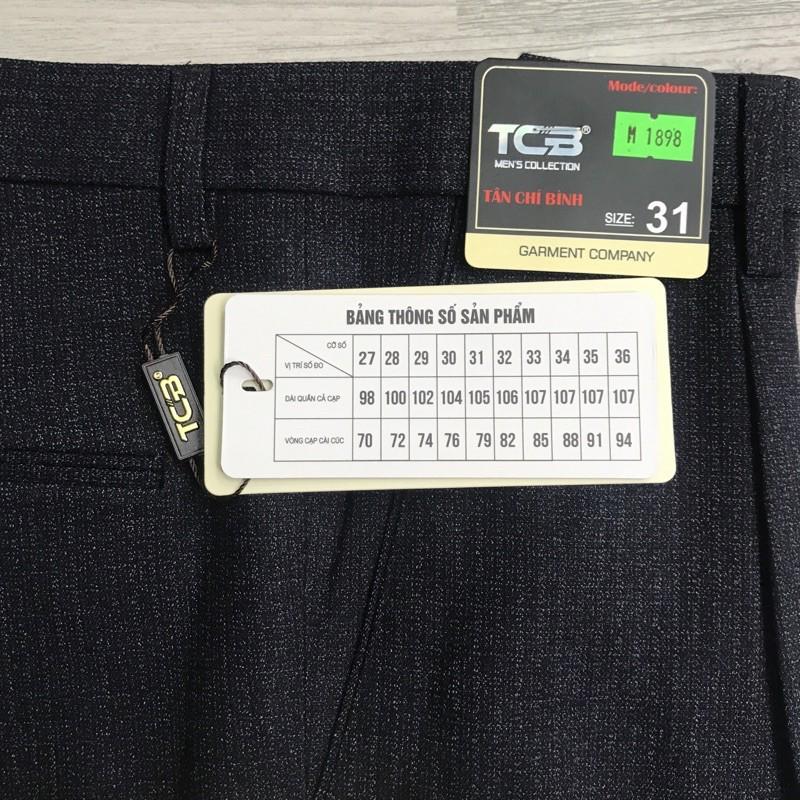 Mode/colour:
TCB®
MEN'S COLLECTION
M 1898
TÂN CHÍ BÌNH
SIZE: 31
GARMENT COMPANY
BẢNG THÔNG SỐ SẢN PHẨM
CỠ SỐ
VỊ TRÍ SỐ ĐO
27 28 29 30 31 32 33 34 35 36
DÀI QUẦN CẢ CẠP 98 100 102 104 105 106 107 107 107 107
VÒNG CẠP CÀI CÚC 70 72 74 76 79 82 85 88 91 94
TCB®